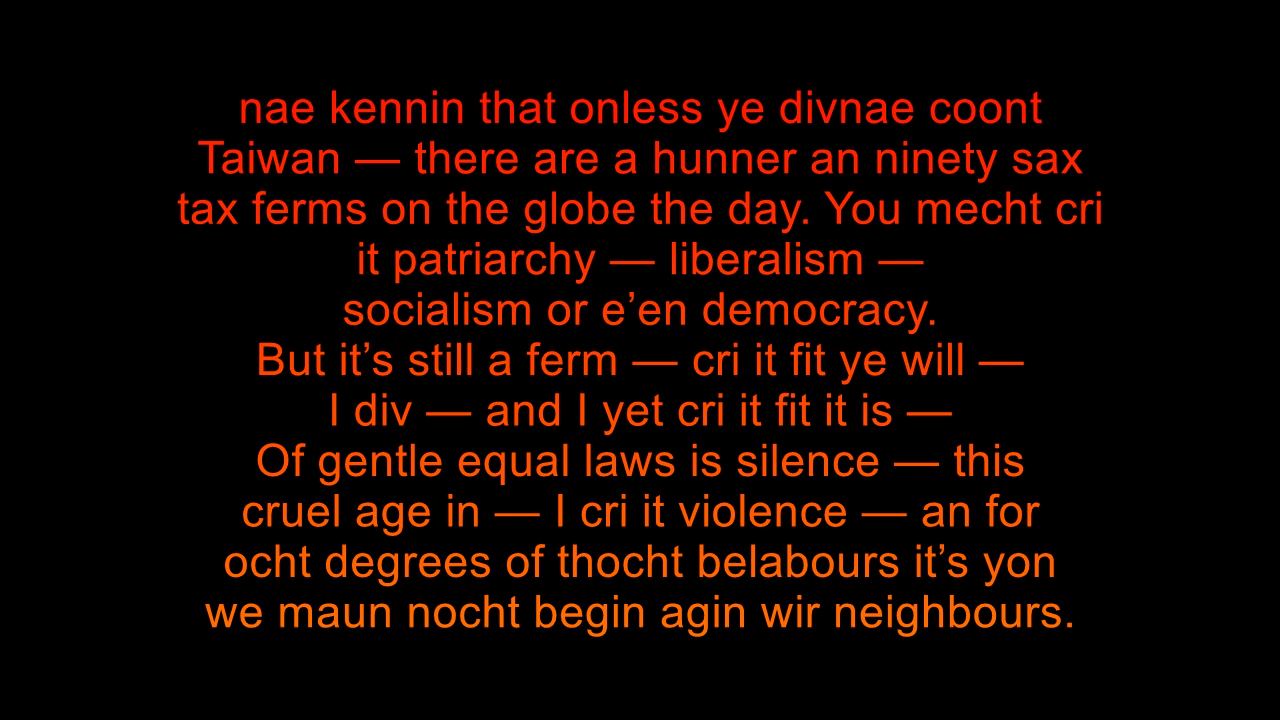 nae kennin that onless ye divnae coont
Taiwan — there are a hunner an ninety sax
tax ferms on the globe the day. You mecht cri
it patriarchy — liberalism —
socialism or e’en democracy.
But it’s still a ferm — cri it fit ye will —
I div — and I yet cri it fit it is —
Of gentle equal laws is silence — this
cruel age in — I cri it violence — an for
ocht degrees of thocht belabours it’s yon
we maun nocht begin agin wir neighbours.